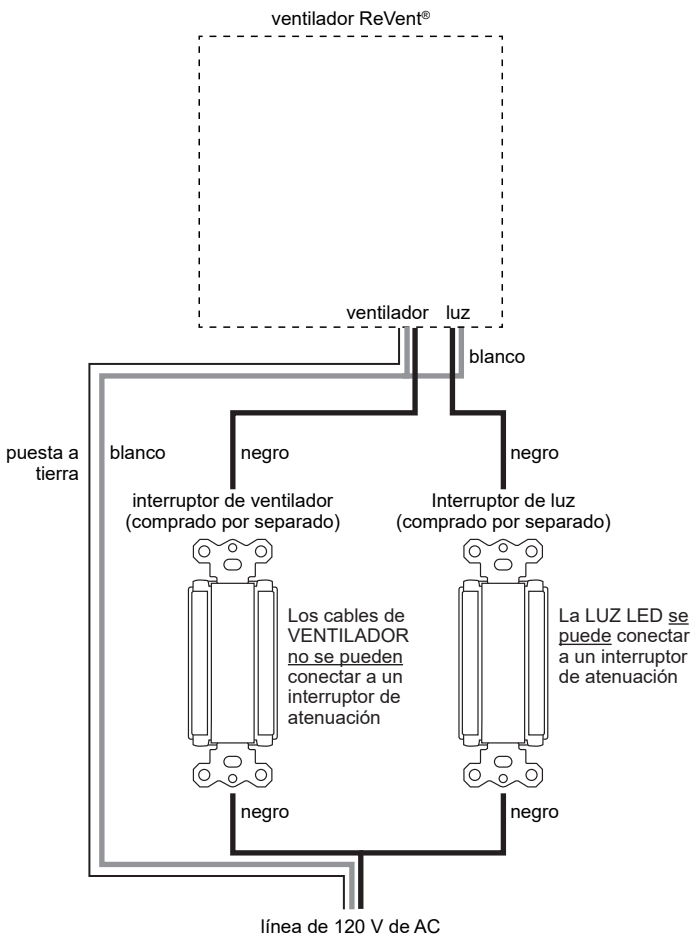 ventilador ReVent®
ventilador luz
blanco
puesta a
tierra
blanco
negro
negro
interruptor de ventilador
(comprado por separado)
Interruptor de luz
(comprado por separado)
Los cables de
VENTILADOR
no se pueden
conectar a un
interruptor de
atenuación
La LUZ LED se
puede conectar
a un interruptor
de atenuación
negro
negro
línea de 120 V de AC